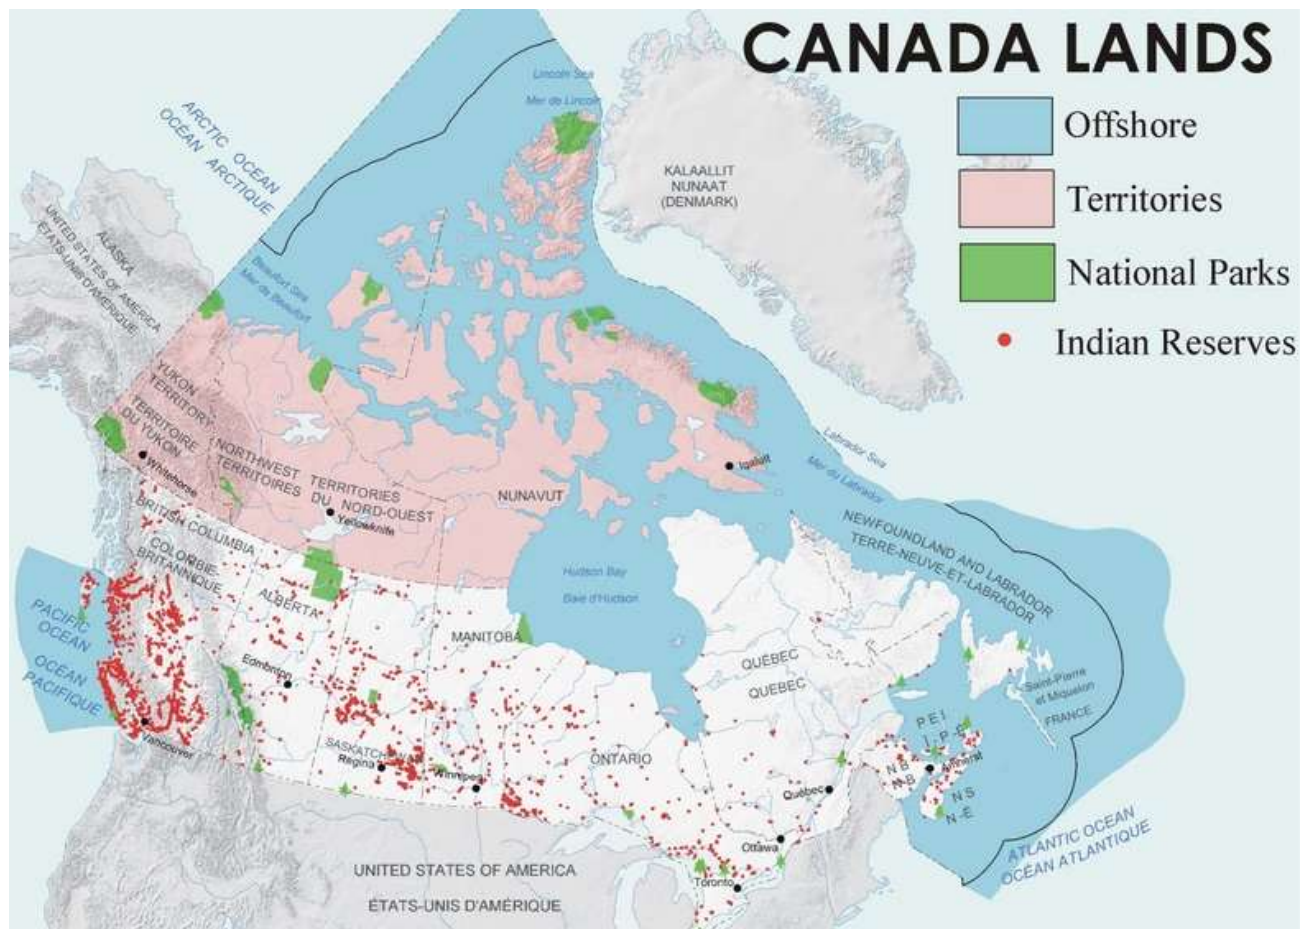 CANADA LANDS
Offshore
Territories
National Parks
Indian Reserves
Lincoln Sea
Mer de Lincoln
ARCTIC OCEAN
OCÉAN ARCTIQUE
KALAALLIT
NUNAAT
(DENMARK)
ALASKA
UNITED STATES OF AMERICA
ÉTATS-UNIS D'AMÉRIQUE
Beaufort Sea
Mer de Beaufort
YUKON
TERRITORY
TERRITOIRE
DU YUKON
Whitehorse
NORTHWEST TERRITORIES
TERRITOIRES DU NORD-OUEST
Yellowknife
NUNAVUT
Iqaluit
Labrador Sea
Mer du Labrador
NEWFOUNDLAND AND LABRADOR
TERRE-NEUVE-ET-LABRADOR
BRITISH COLUMBIA
COLOMBIE-
BRITANNIQUE
ALBERTA
Hudson Bay
Baie d'Hudson
PACIFIC
OCEAN
OCÉAN
PACIFIQUE
MANITOBA
Edmonton
QUÉBEC
QUEBEC
Saint-Pierre
et Miquelon
FRANCE
P E I
Î.-P.-É.
SASKATCHEWAN
Regina
Winnipeg
ONTARIO
Vancouver
Amherst
N B
N-B
N S
N-É
Québec
Ottawa
Toronto
ATLANTIC OCEAN
OCÉAN ATLANTIQUE
UNITED STATES OF AMERICA
ÉTATS-UNIS D'AMÉRIQUE